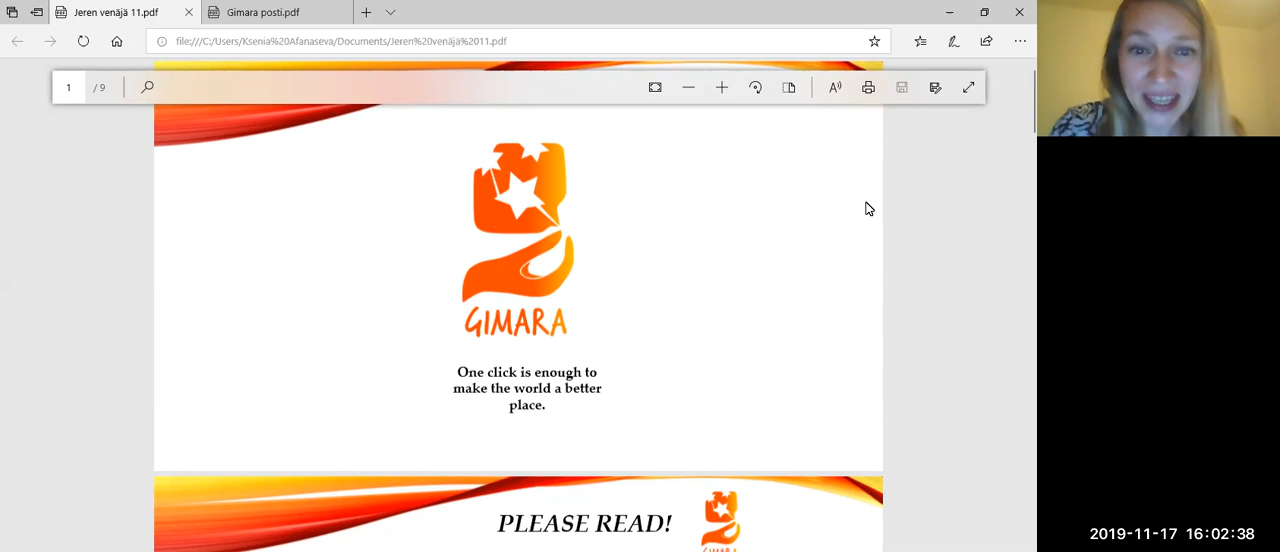 Jeren venäjä 11.pdf
Gimara posti.pdf
file:///C:/Users/Ksenia%20Afanaseva/Documents/Jeren%20venäjä%2011.pdf
1 / 9
GIMARA
One click is enough to
make the world a better
place.
PLEASE READ!
GIMARA
2019-11-17 16:02:38